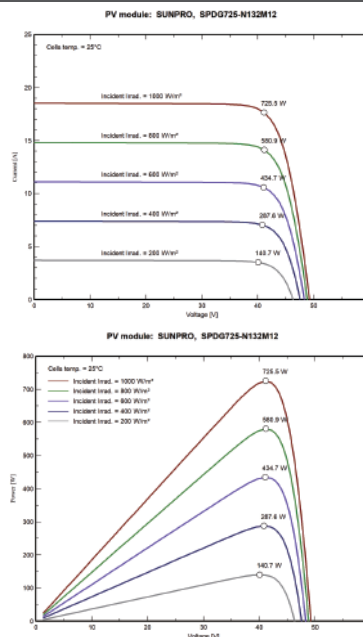 PV module: SUNPRO, SPDG725-N132M12
25
Cells temp. = 25°C
20
Incident Irrad. = 1000 W/m²
725.5 W
15
Incident Irrad. = 800 W/m²
580.9 W
Current [A]
Incident Irrad. = 600 W/m²
434.7 W
10
Incident Irrad. = 400 W/m²
287.6 W
5
Incident Irrad. = 200 W/m²
140.7 W
0
0 10 20 30 40 50
Voltage [V]
PV module: SUNPRO, SPDG725-N132M12
800
Cells temp. = 25°C
Incident Irrad. = 1000 W/m²
Incident Irrad. = 800 W/m²
Incident Irrad. = 600 W/m²
Incident Irrad. = 400 W/m²
Incident Irrad. = 200 W/m²
725.5 W
700
600
580.9 W
500
434.7 W
400
Power [W]
300
287.6 W
200
140.7 W
100
0
0 10 20 30 40 50
Voltage [V]